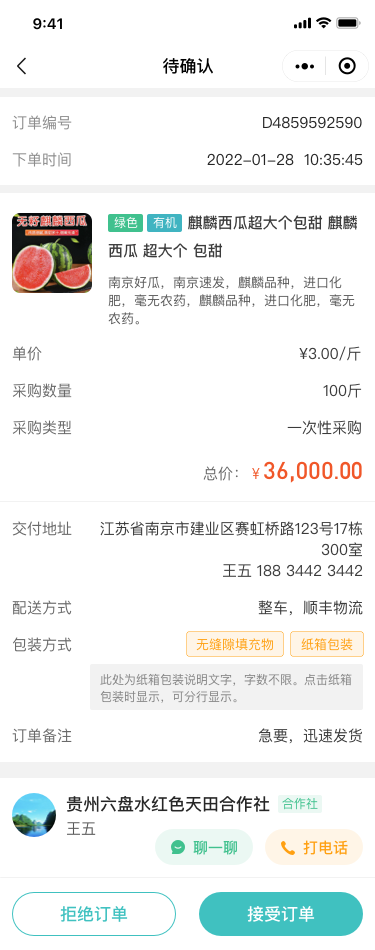 9:41
待确认
订单编号 D4859592590
下单时间 2022-01-28 10:35:45
无籽麒麟西瓜
绿色 有机 麒麟西瓜超大个包甜 麒麟
西瓜 超大个 包甜
南京好瓜，南京速发，麒麟品种，进口化
肥，毫无农药，麒麟品种，进口化肥，毫无
农药。
单价 ¥3.00/斤
采购数量 100斤
采购类型 一次性采购
总价： ¥36,000.00
交付地址 江苏省南京市建业区赛虹桥路123号17栋
300室
王五 188 3442 3442
配送方式 整车，顺丰物流
包装方式 无缝隙填充物 纸箱包装
此处为纸箱包装说明文字，字数不限。点击纸箱
包装时显示，可分行显示。
订单备注 急要，迅速发货
贵州六盘水红色天田合作社 合作社
王五
聊一聊 打电话
拒绝订单 接受订单